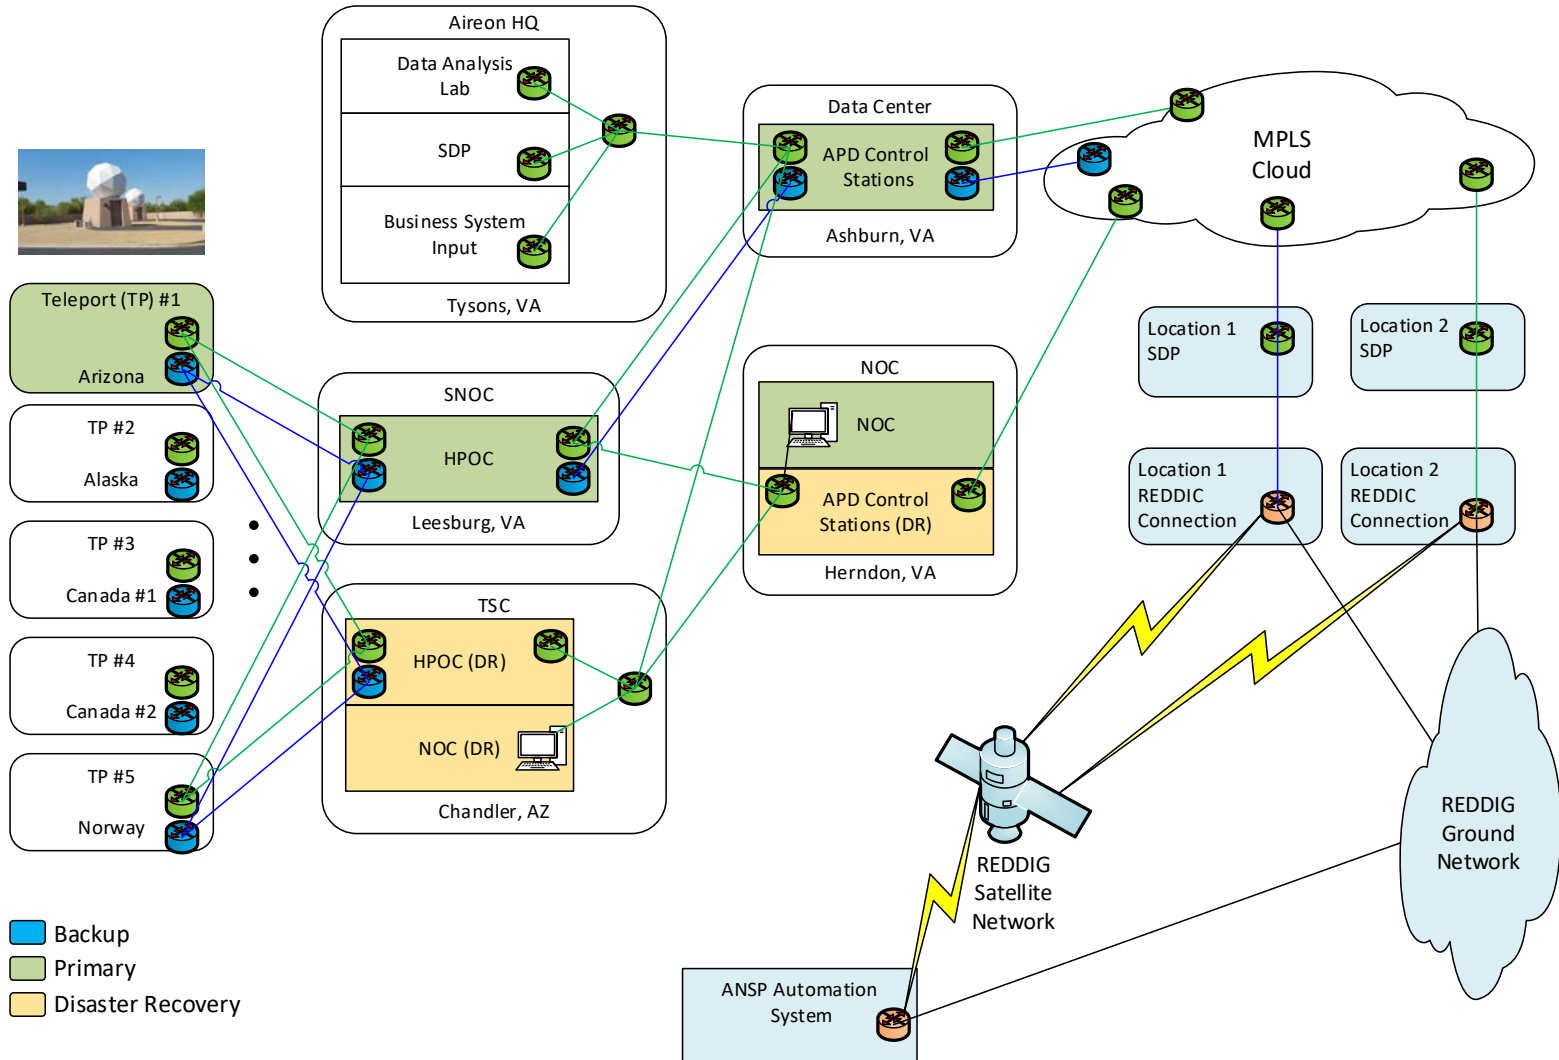 Aireon HQ
Data Analysis
Lab
SDP
Business System
Input
Tysons, VA
Data Center
APD Control
Stations
Ashburn, VA
MPLS
Cloud
Teleport (TP) #1
Arizona
TP #2
Alaska
TP #3
Canada #1
TP #4
Canada #2
TP #5
Norway
SNOC
HPOC
Leesburg, VA
TSC
HPOC (DR)
NOC (DR)
Chandler, AZ
NOC
NOC
APD Control
Stations (DR)
Herndon, VA
Location 1
SDP
Location 2
SDP
Location 1
REDDIC
Connection
Location 2
REDDIC
Connection
REDDIG
Satellite
Network
REDDIG
Ground
Network
ANSP Automation
System
Backup
Primary
Disaster Recovery